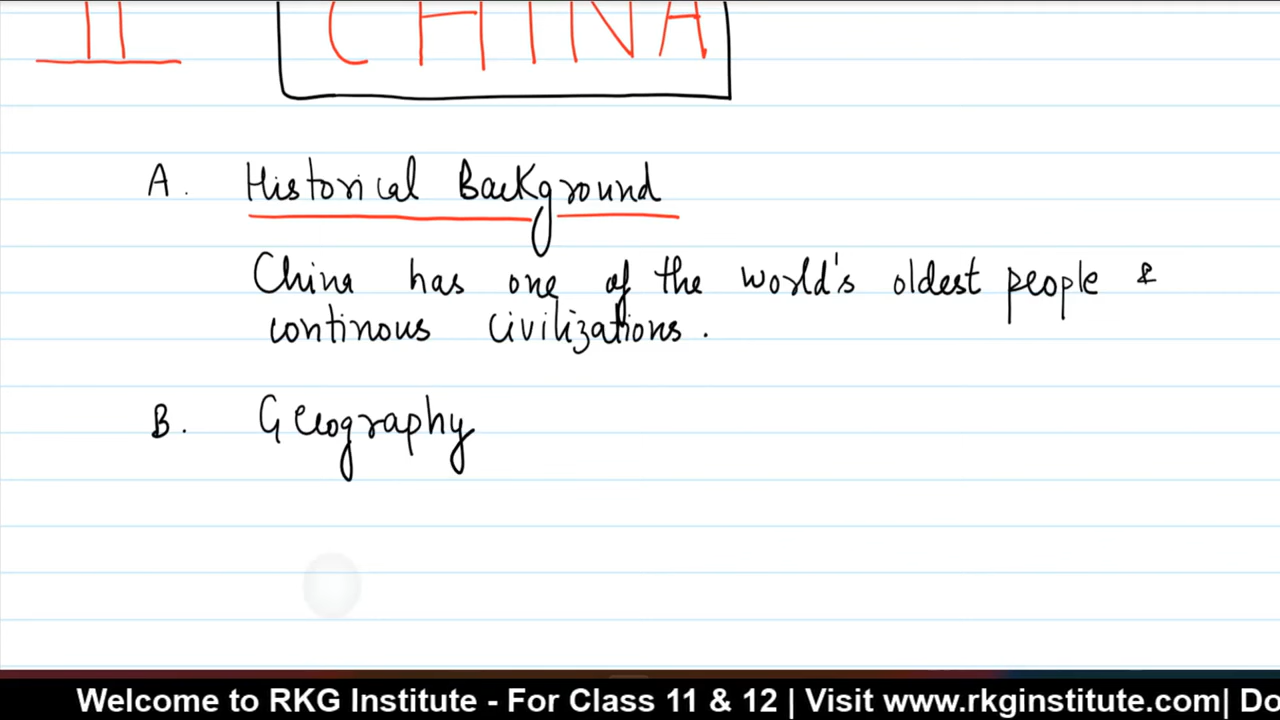 II CHINA
A. Historical Background
China has one of the world's oldest people &
continous civilizations.
B. Geography
Welcome to RKG Institute - For Class 11 & 12 | Visit www.rkginstitute.com| Do